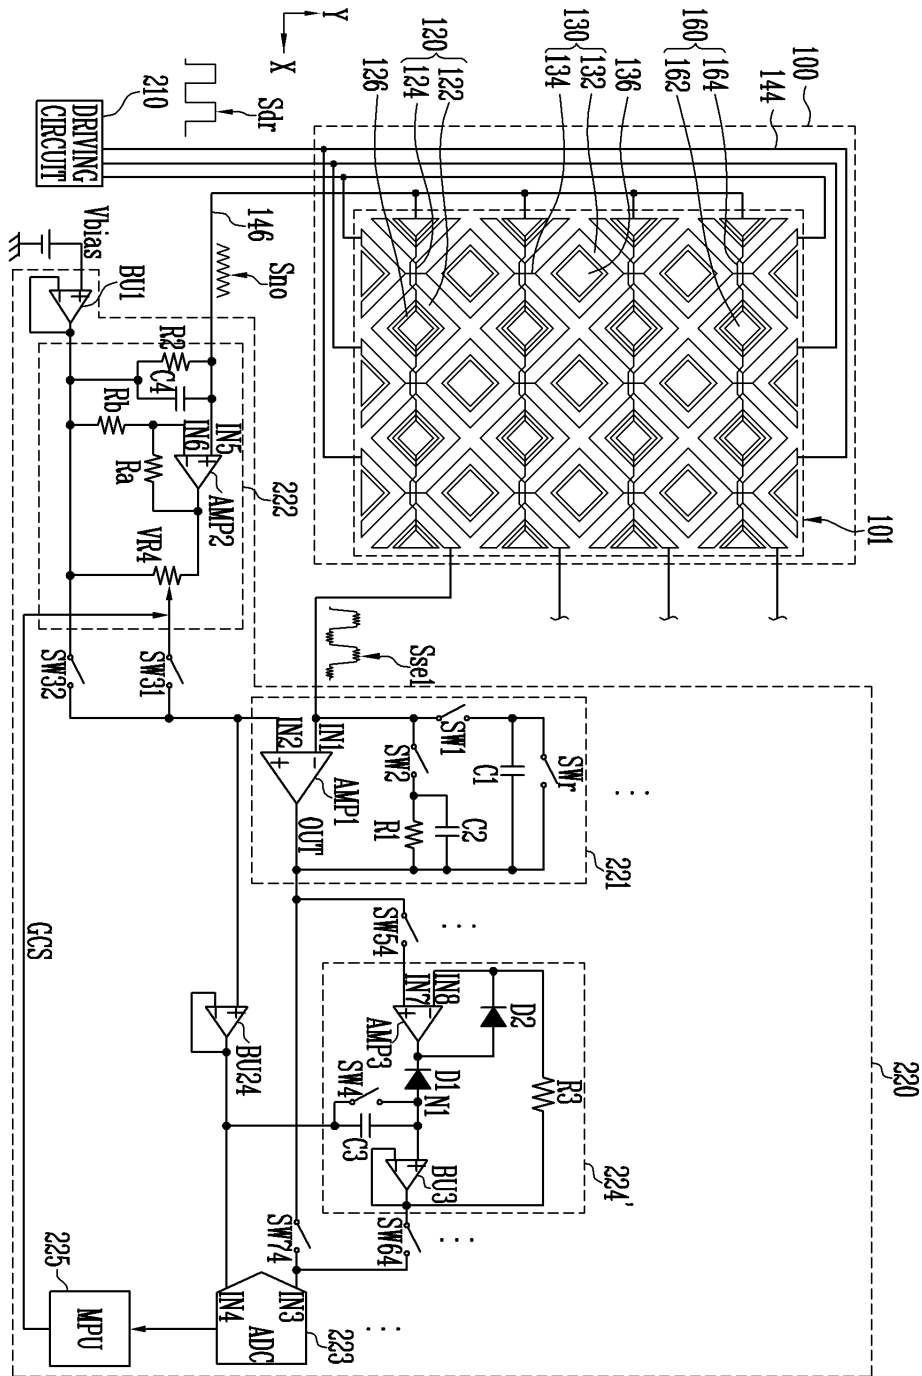 100
144
160
164
162
136
130
132
134
120
122
124
126
101
Y
X
Sdr
210
DRIVING
CIRCUIT
146
Sno
Vbias
BU1
R2
C4
Rb
IN5
IN6
Ra
AMP2
222
VR4
SW31
SW32
Sse1
IN1
IN2
AMP1
OUT
SW1
SW2
SWr
C1
C2
R1
221
...
220
GCS
SW54
...
IN7
IN8
AMP3
D2
D1
N1
R3
SW4
C3
BU3
224'
BU24
SW64
SW74
...
IN3
IN4
ADC
223
...
225
MPU